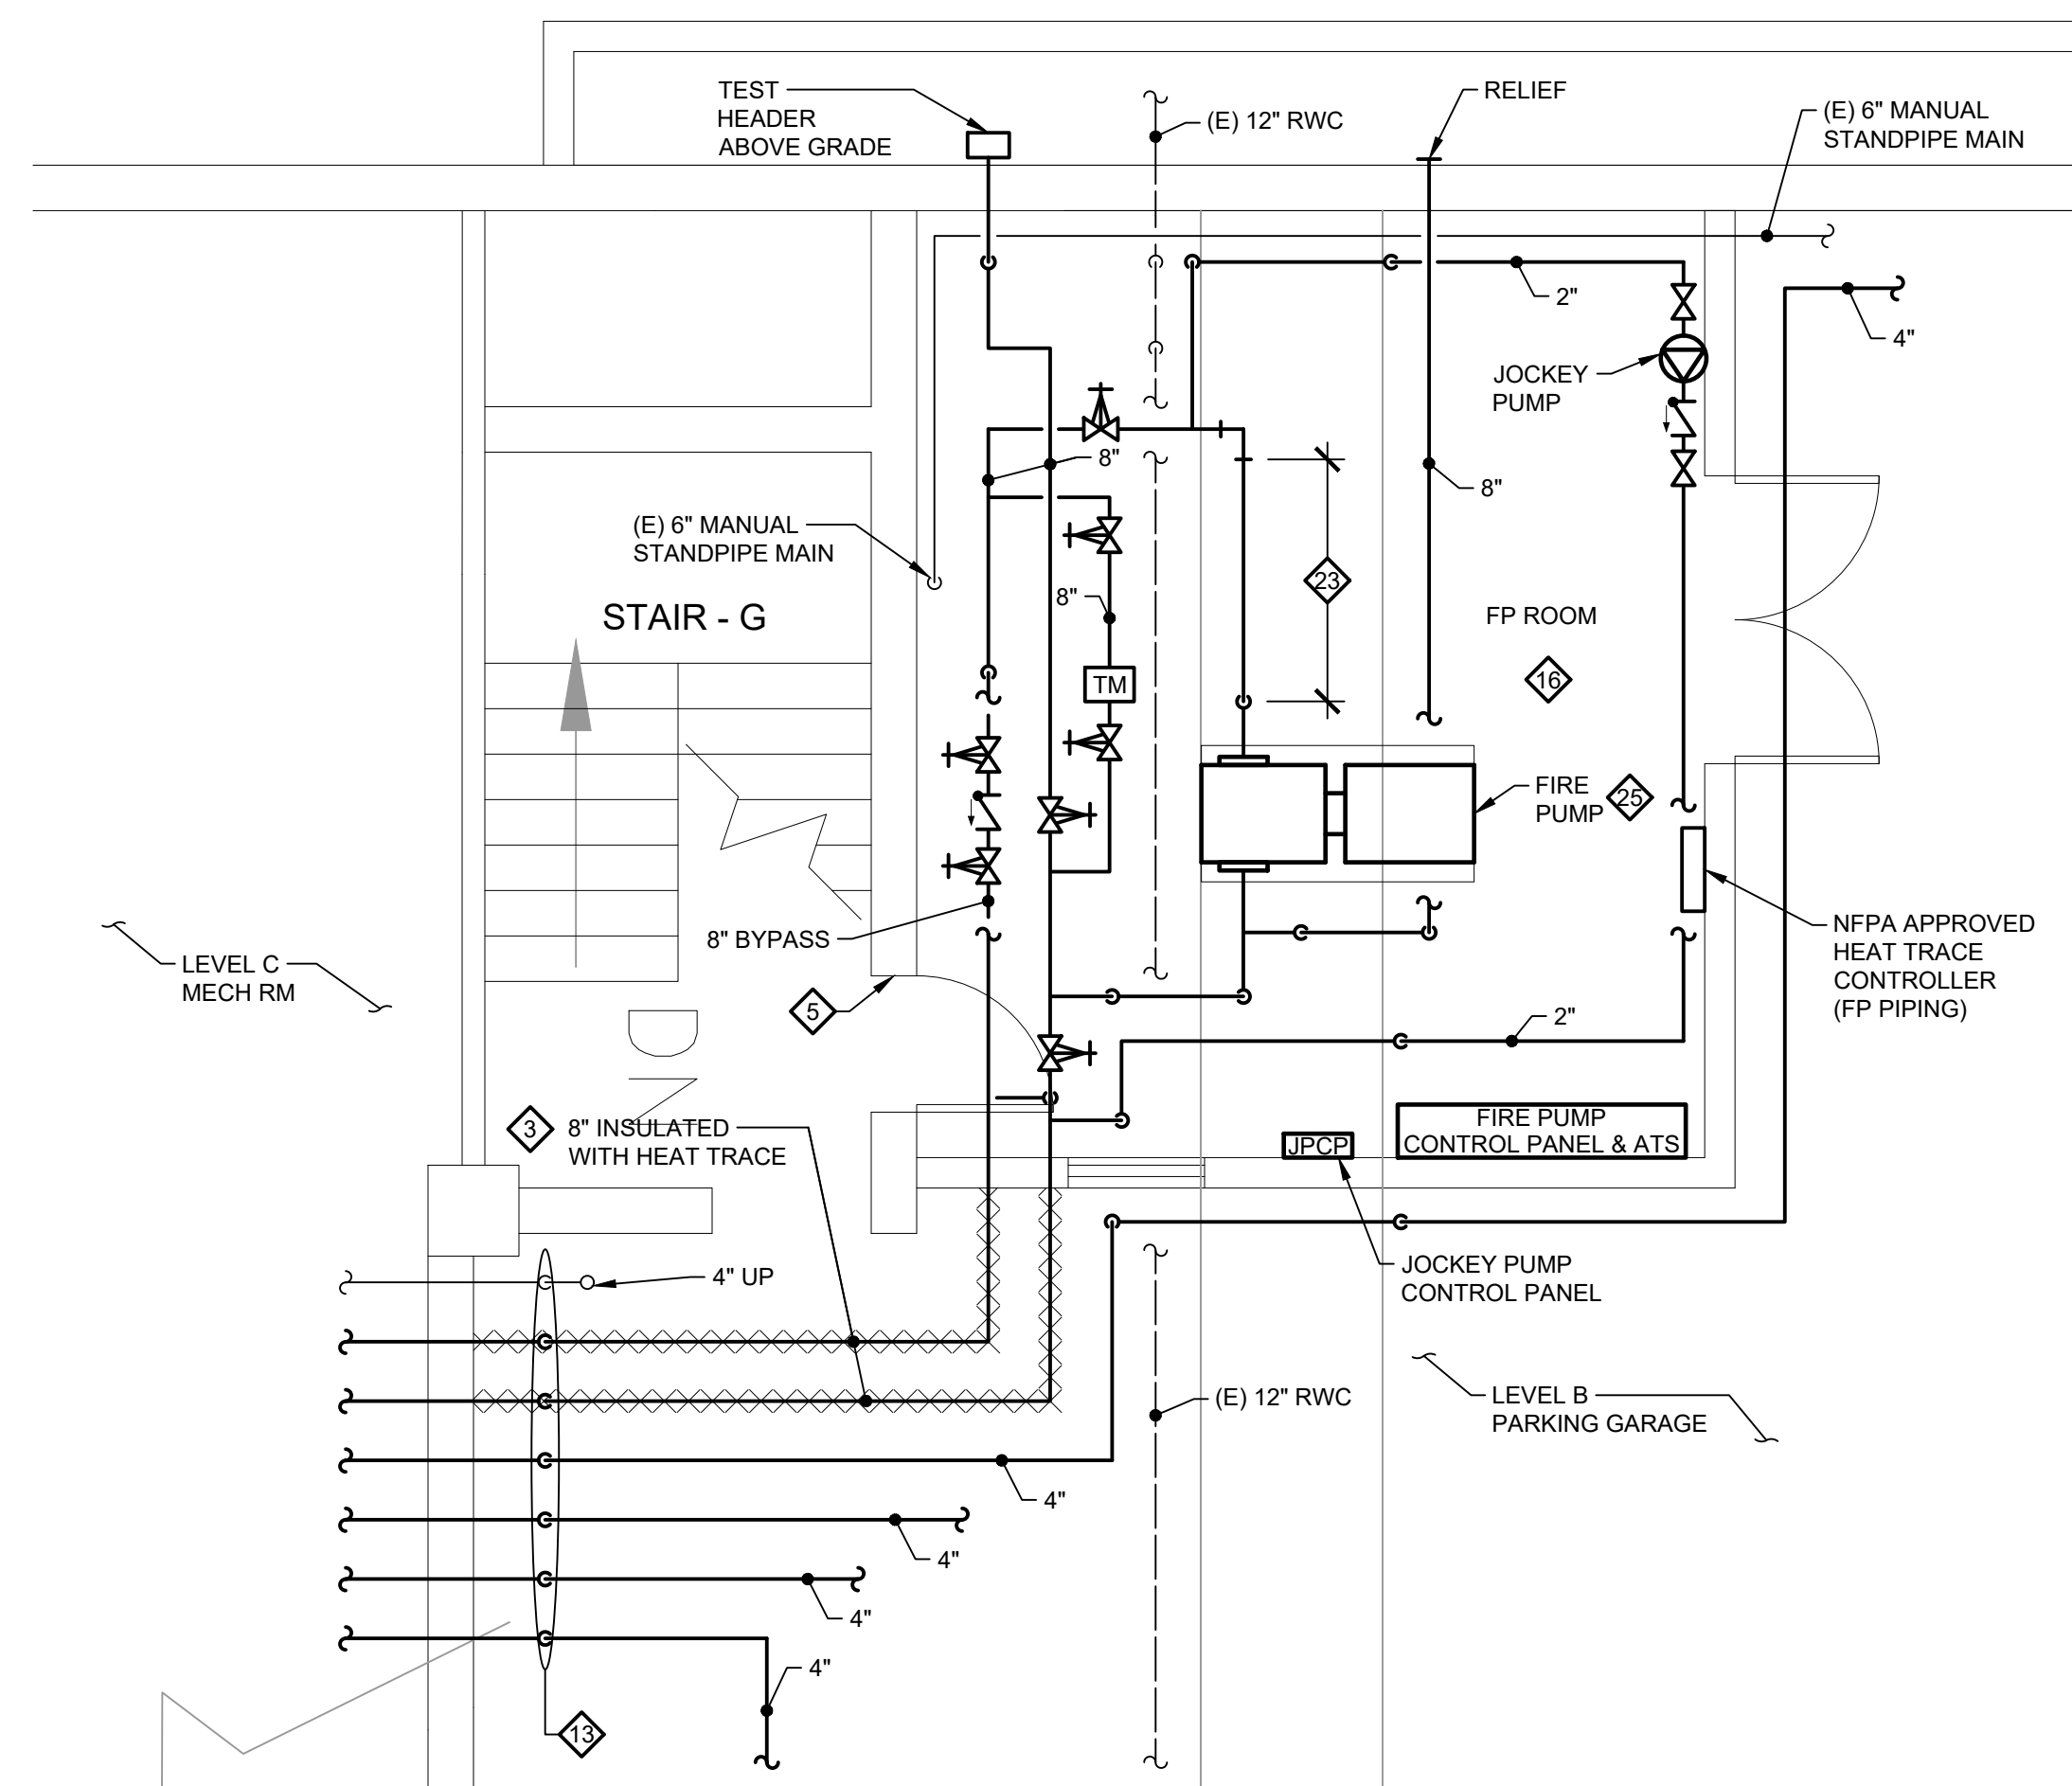 TEST
HEADER
ABOVE GRADE
(E) 12" RWC
RELIEF
(E) 6" MANUAL
STANDPIPE MAIN
2"
4"
JOCKEY
PUMP
8"
8"
(E) 6" MANUAL
STANDPIPE MAIN
STAIR - G
8"
23
FP ROOM
TM
16
FIRE
PUMP
25
8" BYPASS
NFPA APPROVED
HEAT TRACE
CONTROLLER
(FP PIPING)
LEVEL C
MECH RM
5
2"
DN
3
8" INSULATED
WITH HEAT TRACE
JPCP
FIRE PUMP
CONTROL PANEL & ATS
4" UP
JOCKEY PUMP
CONTROL PANEL
(E) 12" RWC
LEVEL B
PARKING GARAGE
4"
4"
4"
4"
13